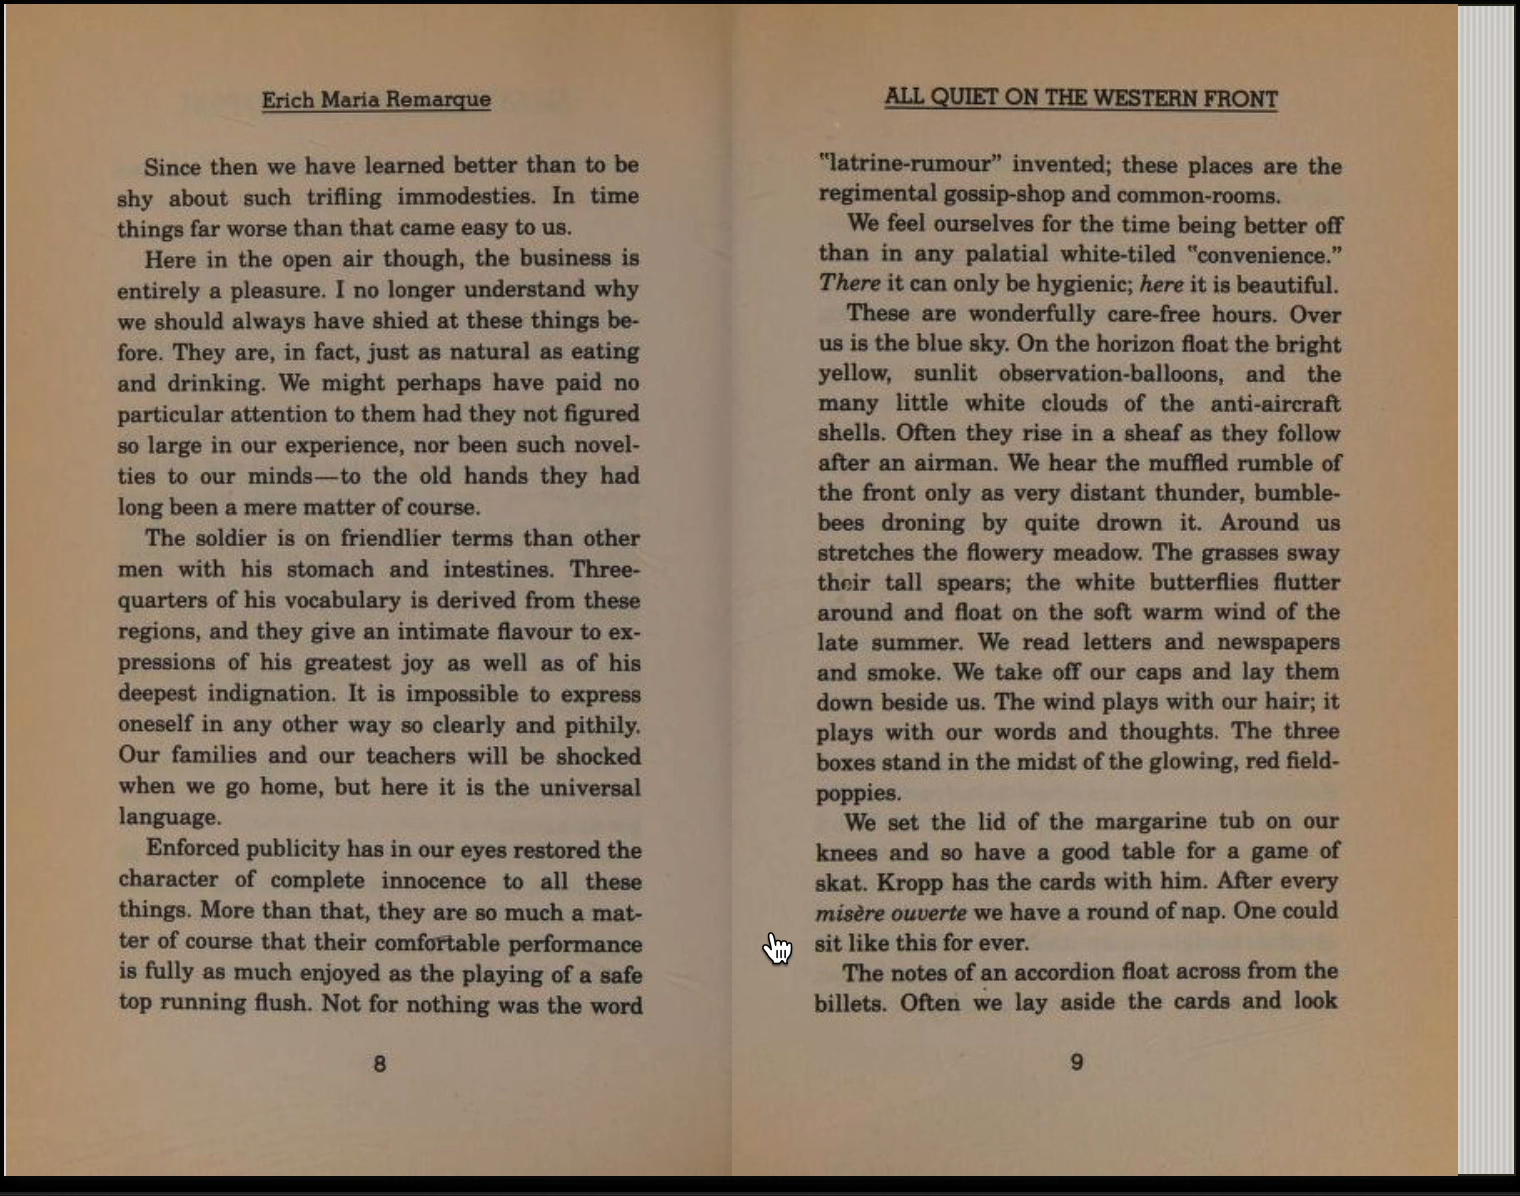 Erich Maria Remarque
Since then we have learned better than to be
shy about such trifling immodesties. In time
things far worse than that came easy to us.
Here in the open air though, the business is
entirely a pleasure. I no longer understand why
we should always have shied at these things be-
fore. They are, in fact, just as natural as eating
and drinking. We might perhaps have paid no
particular attention to them had they not figured
so large in our experience, nor been such novel-
ties to our minds—to the old hands they had
long been a mere matter of course.
The soldier is on friendlier terms than other
men with his stomach and intestines. Three-
quarters of his vocabulary is derived from these
regions, and they give an intimate flavour to ex-
pressions of his greatest joy as well as of his
deepest indignation. It is impossible to express
oneself in any other way so clearly and pithily.
Our families and our teachers will be shocked
when we go home, but here it is the universal
language.
Enforced publicity has in our eyes restored the
character of complete innocence to all these
things. More than that, they are so much a mat-
ter of course that their comfortable performance
is fully as much enjoyed as the playing of a safe
top running flush. Not for nothing was the word
8
ALL QUIET ON THE WESTERN FRONT
"latrine-rumour" invented; these places are the
regimental gossip-shop and common-rooms.
We feel ourselves for the time being better off
than in any palatial white-tiled "convenience."
There it can only be hygienic; here it is beautiful.
These are wonderfully care-free hours. Over
us is the blue sky. On the horizon float the bright
yellow, sunlit observation-balloons, and the
many little white clouds of the anti-aircraft
shells. Often they rise in a sheaf as they follow
after an airman. We hear the muffled rumble of
the front only as very distant thunder, bumble-
bees droning by quite drown it. Around us
stretches the flowery meadow. The grasses sway
their tall spears; the white butterflies flutter
around and float on the soft warm wind of the
late summer. We read letters and newspapers
and smoke. We take off our caps and lay them
down beside us. The wind plays with our hair; it
plays with our words and thoughts. The three
boxes stand in the midst of the glowing, red field-
poppies.
We set the lid of the margarine tub on our
knees and so have a good table for a game of
skat. Kropp has the cards with him. After every
misère ouverte we have a round of nap. One could
sit like this for ever.
The notes of an accordion float across from the
billets. Often we lay aside the cards and look
9